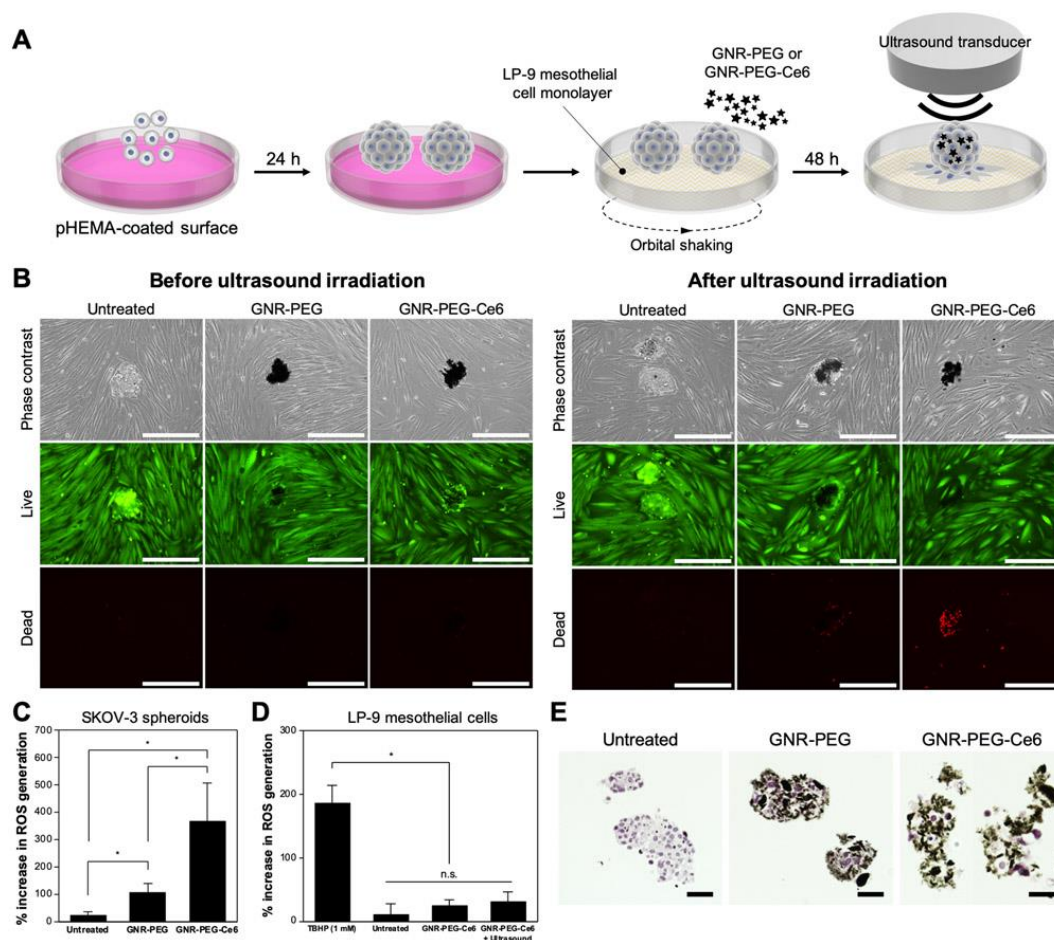 A
GNR-PEG or
GNR-PEG-Ce6
LP-9 mesothelial
cell monolayer
Ultrasound transducer
24 h
48 h
pHEMA-coated surface
Orbital shaking
B
Before ultrasound irradiation
Untreated
GNR-PEG
GNR-PEG-Ce6
Phase contrast
Live
Dead
After ultrasound irradiation
Untreated
GNR-PEG
GNR-PEG-Ce6
Phase contrast
Live
Dead
C
SKOV-3 spheroids
% increase in ROS generation
700
600
500
400
300
200
100
0
*
*
*
Untreated
GNR-PEG
GNR-PEG-Ce6
D
LP-9 mesothelial cells
% increase in ROS generation
300
200
100
0
*
n.s.
TBHP (1 mM)
Untreated
GNR-PEG-Ce6
GNR-PEG-Ce6
+ Ultrasound
E
Untreated
GNR-PEG
GNR-PEG-Ce6